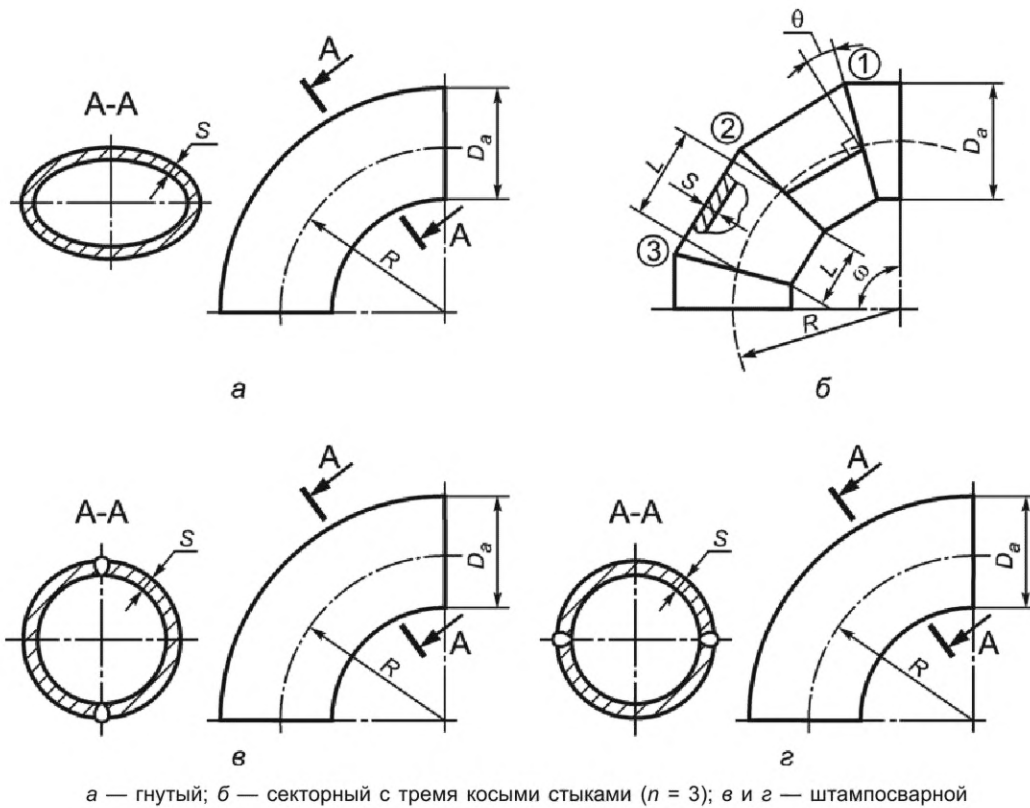 A
A-A
S
D_a
R
A
а
θ
①
②
L
S
③
L
ω
R
D_a
б
A
A-A
S
D_a
R
A
в
A
A-A
S
D_a
R
A
г
а — гнутый; б — секторный с тремя косыми стыками (n = 3); в и г — штампосварной